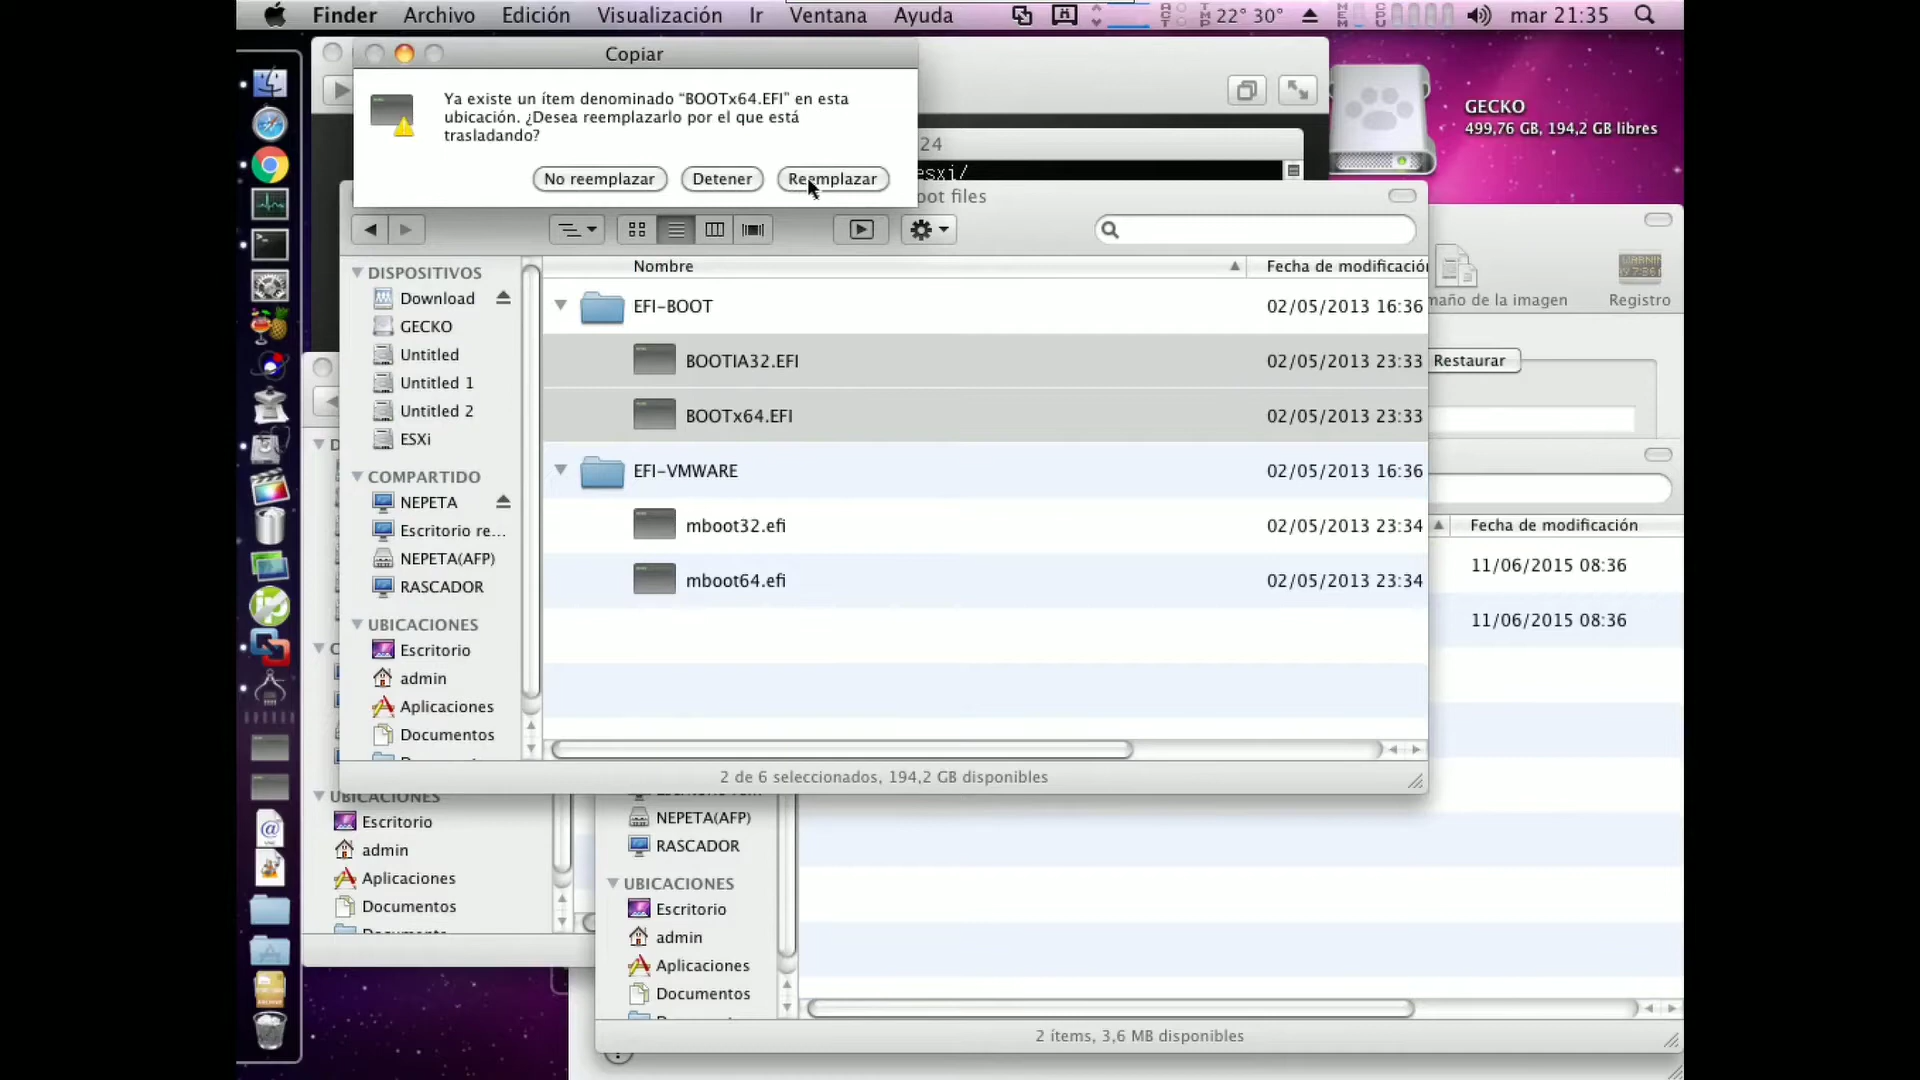 Finder Archivo Edición Visualización Ir Ventana Ayuda 22° 30° mar 21:35
Copiar
Ya existe un ítem denominado “BOOTx64.EFI” en esta
ubicación. ¿Desea reemplazarlo por el que está
trasladando?
No reemplazar Detener Reemplazar
24
esxi/
oot files
GECKO
499,76 GB, 194,2 GB libres
Nombre Fecha de modificación
DISPOSITIVOS
Download
GECKO
Untitled
Untitled 1
Untitled 2
ESXi
COMPARTIDO
NEPETA
Escritorio re...
NEPETA(AFP)
RASCADOR
UBICACIONES
Escritorio
admin
Aplicaciones
Documentos
EFI-BOOT 02/05/2013 16:36
BOOTIA32.EFI 02/05/2013 23:33
BOOTx64.EFI 02/05/2013 23:33
EFI-VMWARE 02/05/2013 16:36
mboot32.efi 02/05/2013 23:34
mboot64.efi 02/05/2013 23:34
2 de 6 seleccionados, 194,2 GB disponibles
maño de la imagen Registro
Restaurar
Fecha de modificación
11/06/2015 08:36
11/06/2015 08:36
UBICACIONES
Escritorio
admin
Aplicaciones
Documentos
NEPETA(AFP)
RASCADOR
UBICACIONES
Escritorio
admin
Aplicaciones
Documentos
2 ítems, 3,6 MB disponibles